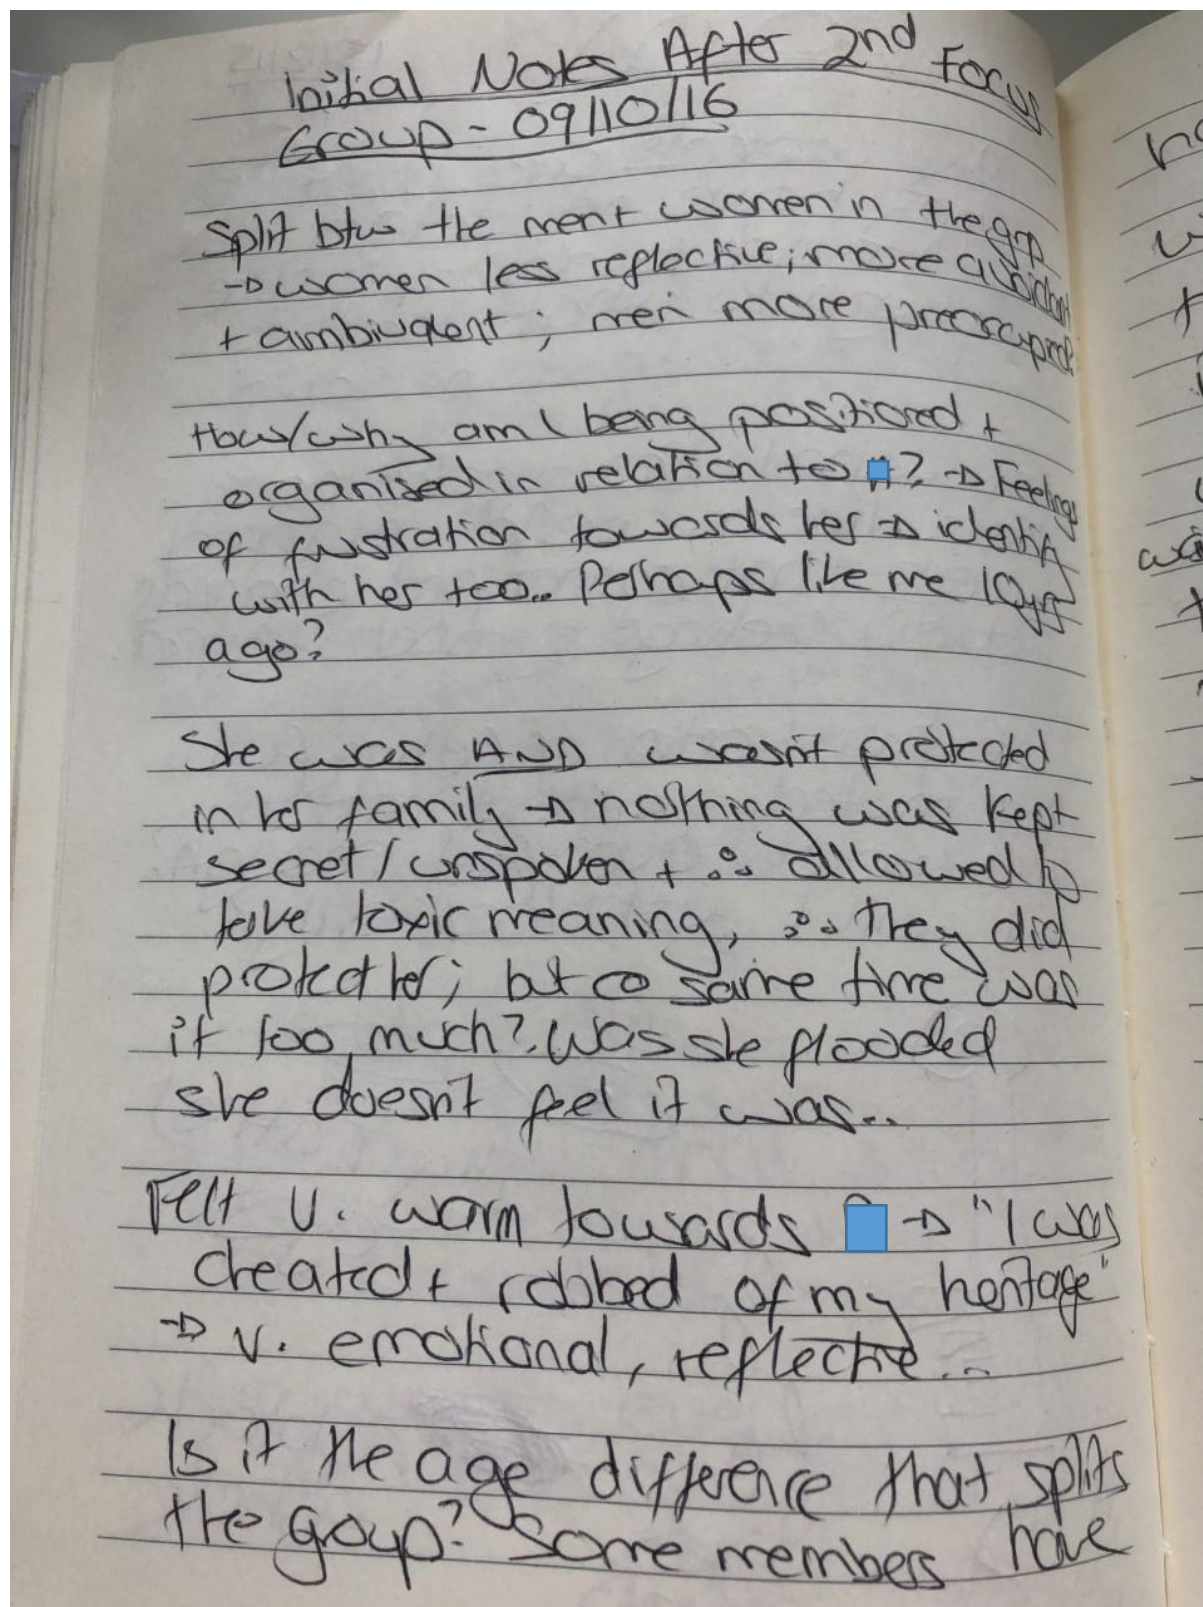 Initial Notes After 2nd Focus
Group - 09/10/16
Split btw the men + women in the grp
→ women less reflective; more avoidant
+ ambivalent; men more preoccupied.
How/why am I being positioned +
organised in relation to ? → Feelings
of fustration towards her → identify
with her too.. Perhaps like me 10yrs
ago?
She was AND wasn't protected
in her family → nothing was kept
secret/unspoken + ∴ allowed to
have toxic meaning, ∴ they did
protect her; but @ same time was
it too much? Was she flooded
she doesn't feel it was..
Felt v. warm towards → "I was
cheated + robbed of my heritage"
→ v. emotional, reflective...
Is it the age difference that splits
the goup? Some members have